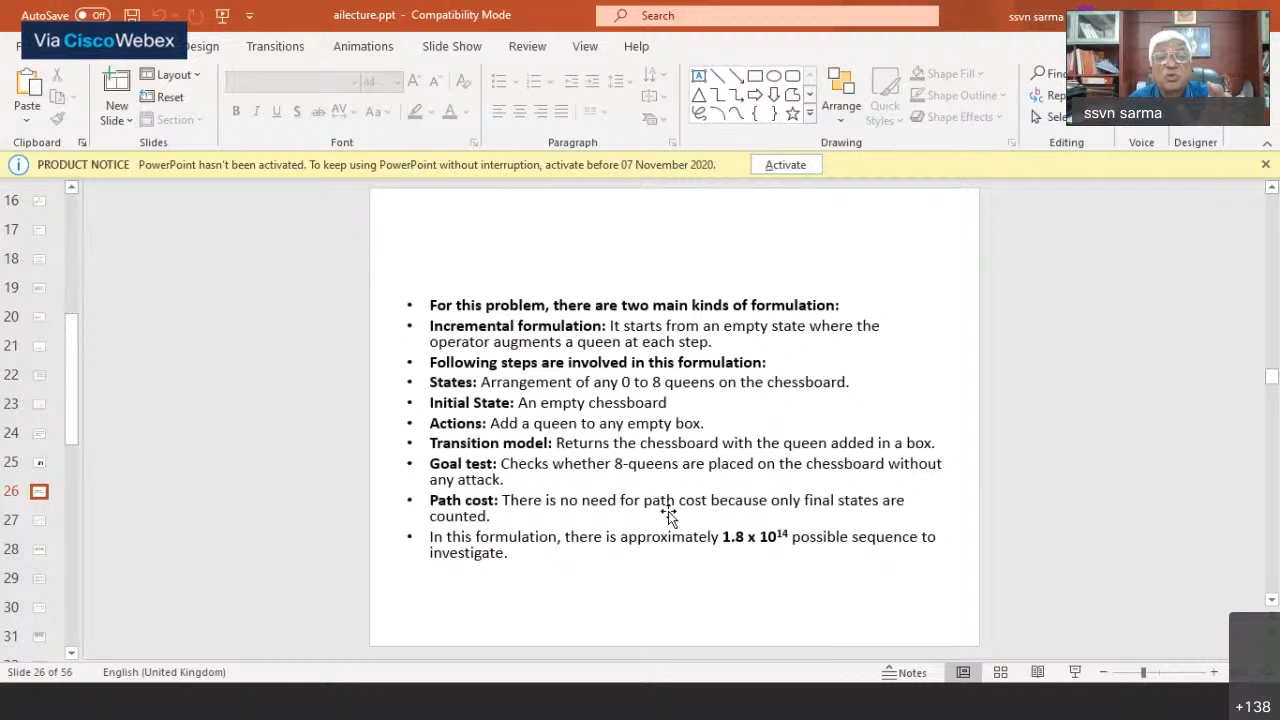 ailecture.ppt - Compatibility Mode
Search
ssvn sarma
AutoSave Off
Via Cisco Webex
Design Transitions Animations Slide Show Review View Help
Paste
New Slide
Layout
Reset
Section
44
Arrange
Quick Styles
Shape Fill
Shape Outline
Shape Effects
ssvn sarma
Clipboard Slides Font Paragraph Drawing Editing Voice Designer
PRODUCT NOTICE PowerPoint hasn't been activated. To keep using PowerPoint without interruption, activate before 07 November 2020. Activate
16
17
18
19
20
21
22
23
24
25
26
27
28
29
30
31
• For this problem, there are two main kinds of formulation:
• Incremental formulation: It starts from an empty state where the
operator augments a queen at each step.
• Following steps are involved in this formulation:
• States: Arrangement of any 0 to 8 queens on the chessboard.
• Initial State: An empty chessboard
• Actions: Add a queen to any empty box.
• Transition model: Returns the chessboard with the queen added in a box.
• Goal test: Checks whether 8-queens are placed on the chessboard without
any attack.
• Path cost: There is no need for path cost because only final states are
counted.
• In this formulation, there is approximately 1.8 x 10¹⁴ possible sequence to
investigate.
Slide 26 of 56 English (United Kingdom) Notes
+138